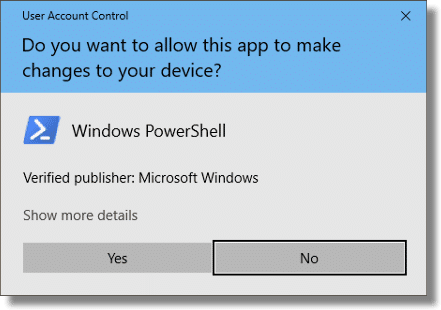 User Account Control
Do you want to allow this app to make
changes to your device?
Windows PowerShell
Verified publisher: Microsoft Windows
Show more details
Yes
No